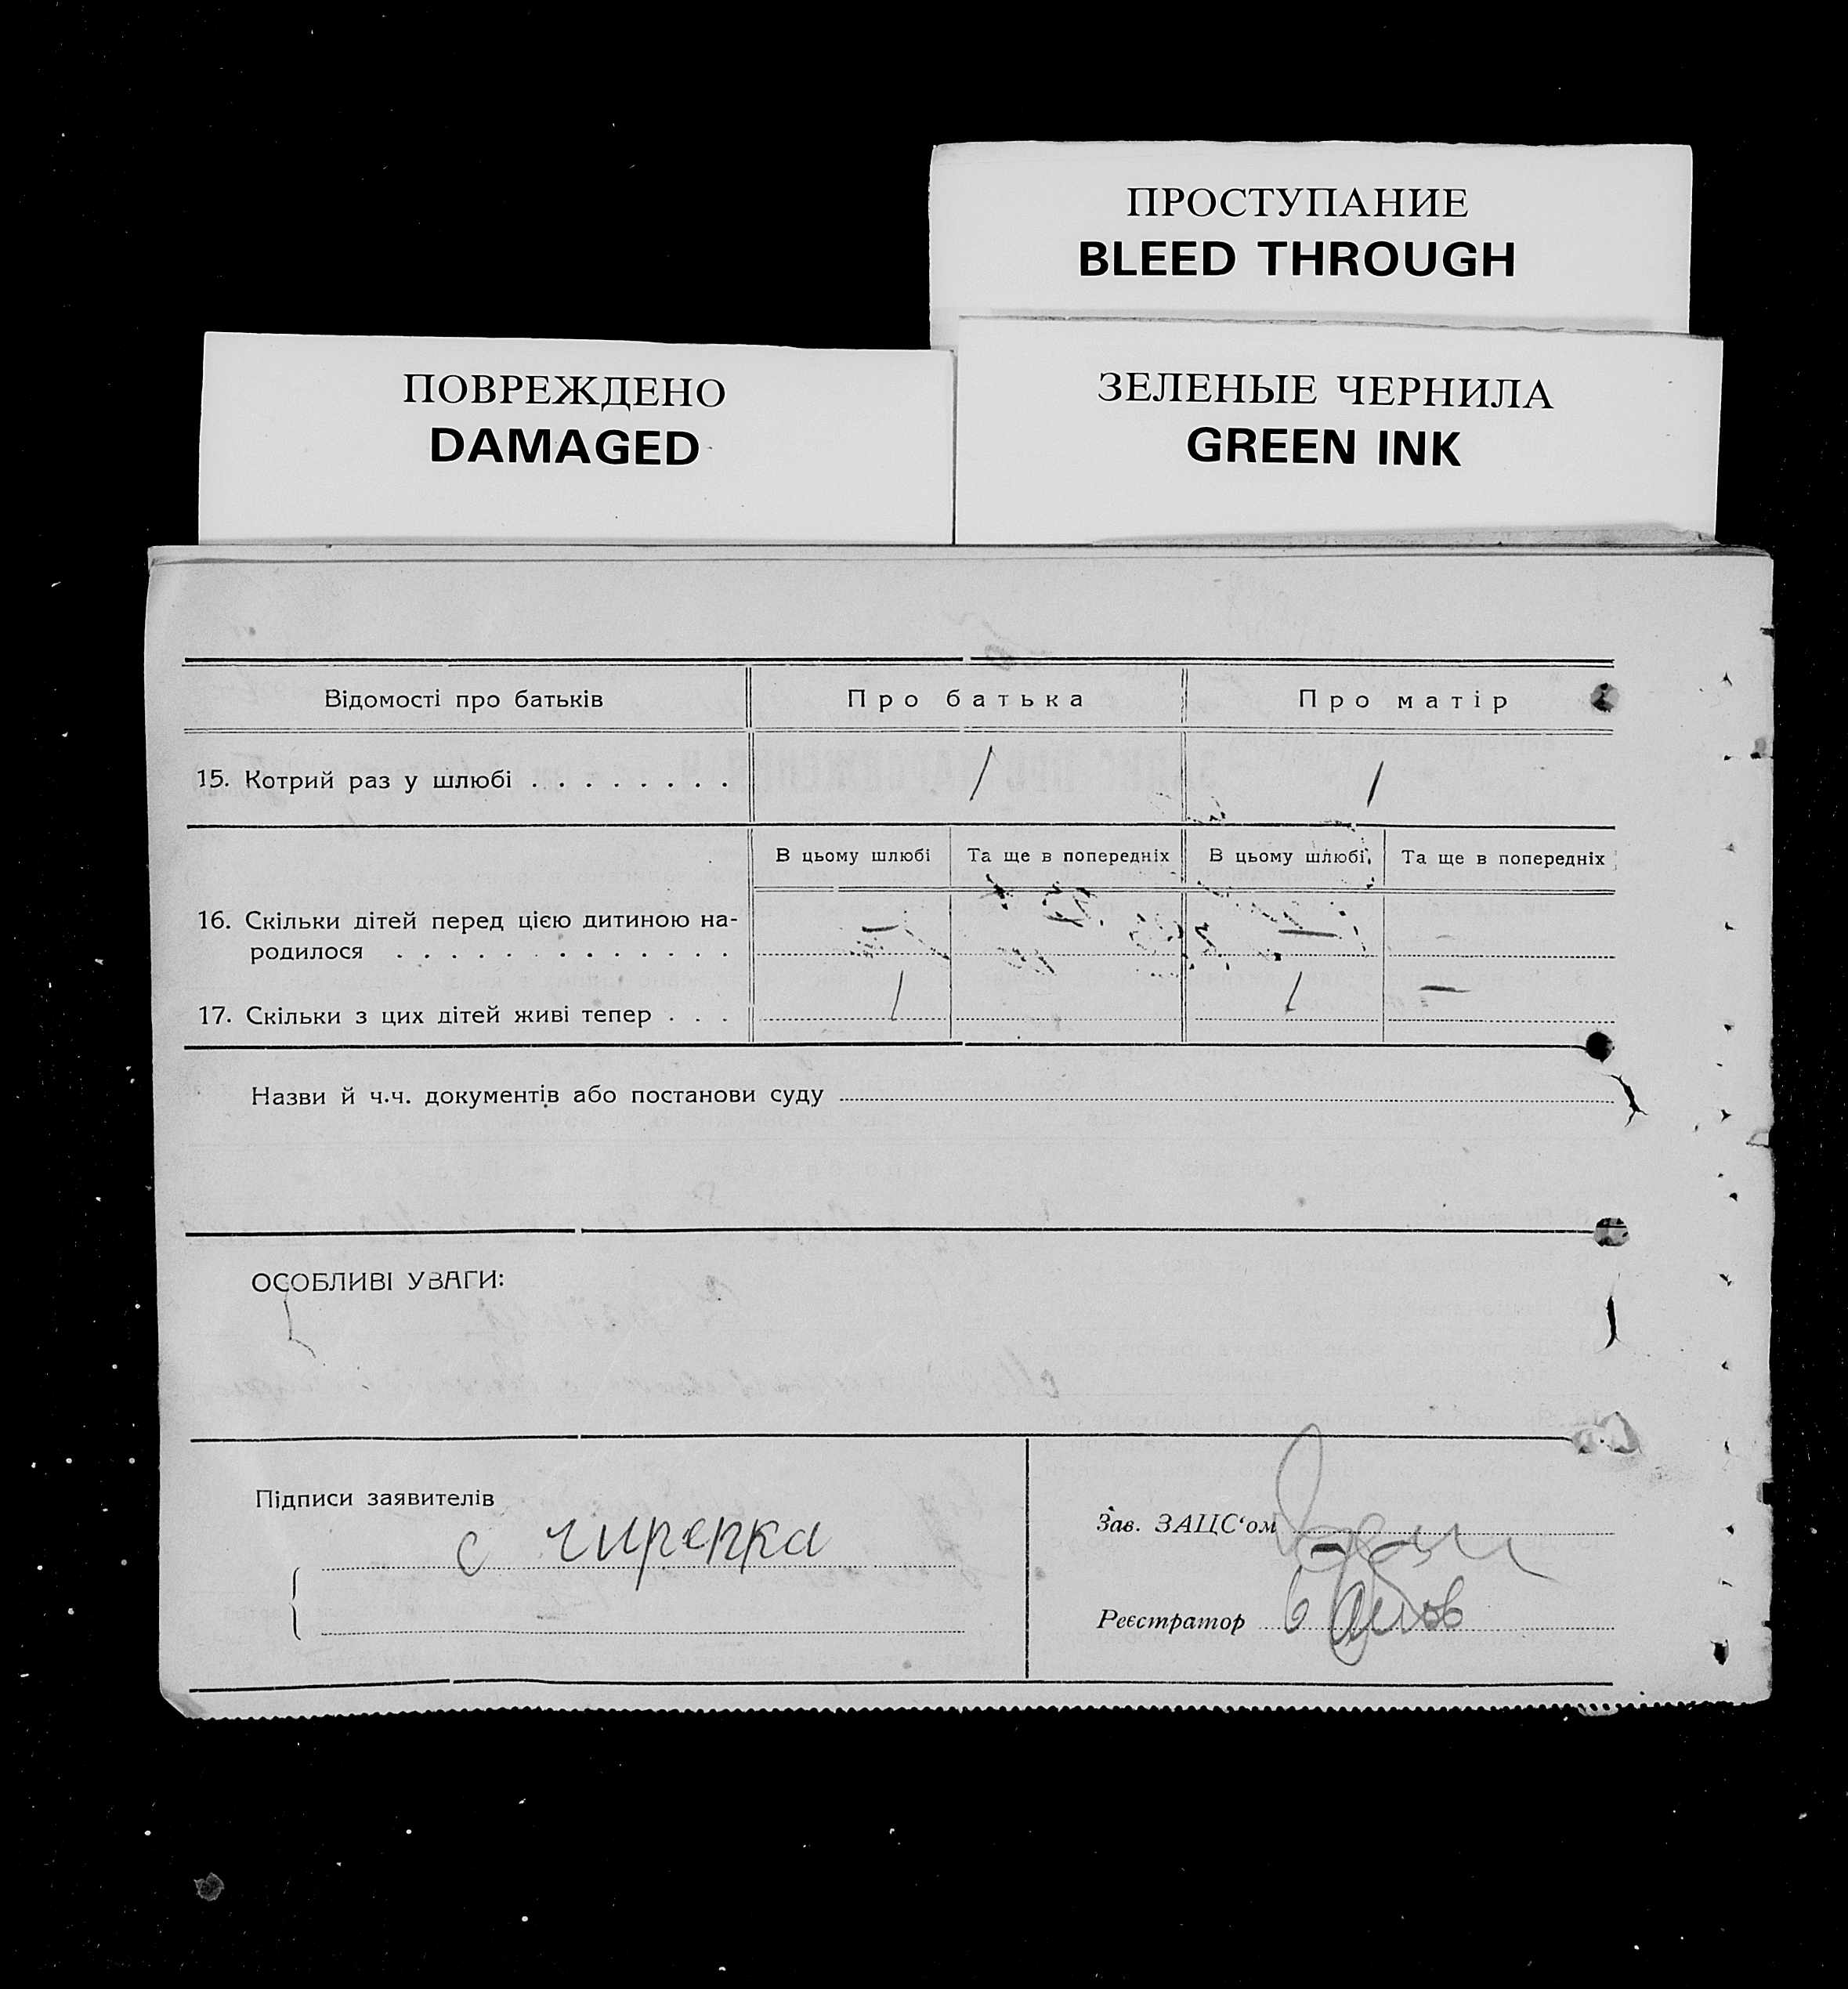 ПРОСТУПАНИЕ
BLEED THROUGH
ПОВРЕЖДЕНО
DAMAGED
ЗЕЛЕНЫЕ ЧЕРНИЛА
GREEN INK
Відомості про батьків Про батька Про матір
15. Котрий раз у шлюбі . . . . . . . . 1 1
В цьому шлюбі Та ще в попередніх В цьому шлюбі Та ще в попередніх
16. Скільки дітей перед цією дитиною на-
родилося . . . . . . . . . . . . . — — —
17. Скільки з цих дітей живі тепер . . . 1 1 —
Назви й ч.ч. документів або постанови суду
ОСОБЛИВІ УВАГИ:
Підписи заявителів
с чирепка
Зав. ЗАЦС‘ом
Реєстратор